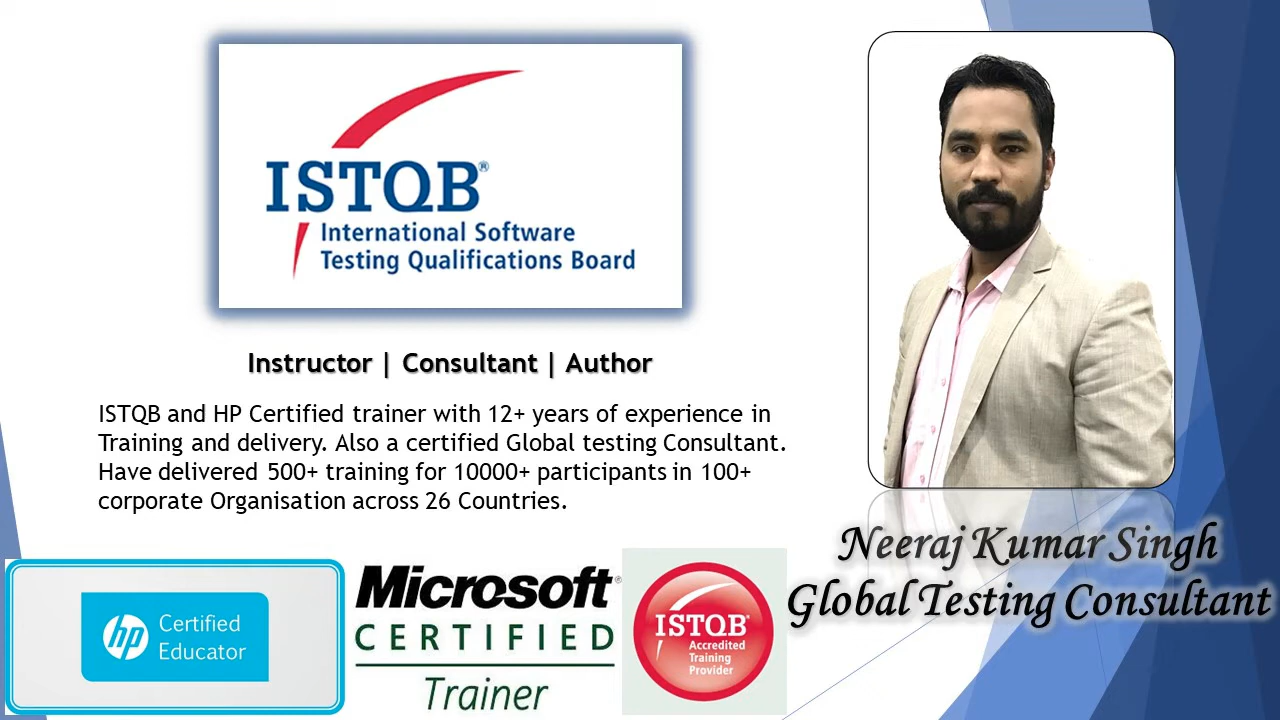 ISTQB®
International Software
Testing Qualifications Board
Instructor | Consultant | Author
ISTQB and HP Certified trainer with 12+ years of experience in
Training and delivery. Also a certified Global testing Consultant.
Have delivered 500+ training for 10000+ participants in 100+
corporate Organisation across 26 Countries.
Neeraj Kumar Singh
Global Testing Consultant
hp
Certified
Educator
Microsoft®
CERTIFIED
Trainer
ISTQB®
Accredited
Training
Provider